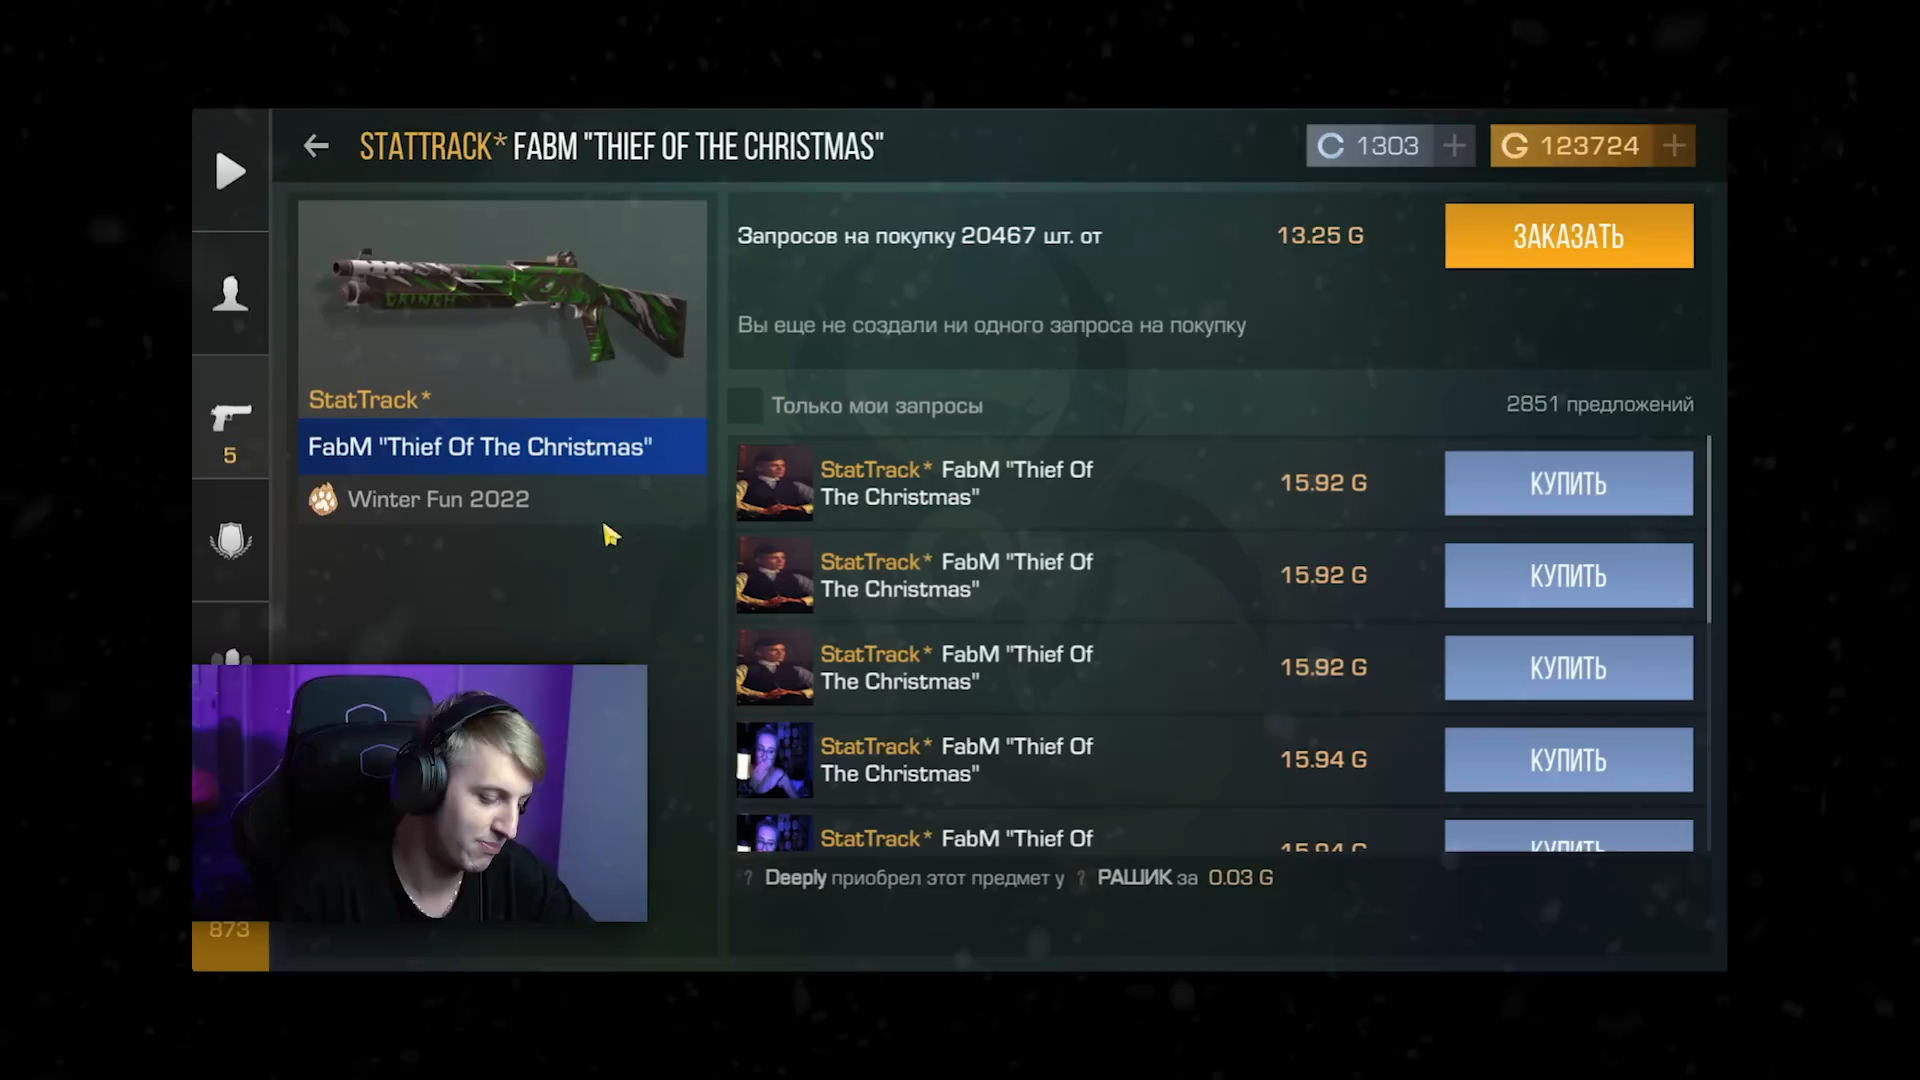 STATTRACK* FABM "THIEF OF THE CHRISTMAS"
1303
123724
GRINCH
StatTrack*
FabM "Thief Of The Christmas"
Winter Fun 2022
5
873
Запросов на покупку 20467 шт. от
13.25 G
ЗАКАЗАТЬ
Вы еще не создали ни одного запроса на покупку
Только мои запросы
2851 предложений
StatTrack* FabM "Thief Of
The Christmas"
15.92 G
КУПИТЬ
StatTrack* FabM "Thief Of
The Christmas"
15.92 G
КУПИТЬ
StatTrack* FabM "Thief Of
The Christmas"
15.92 G
КУПИТЬ
StatTrack* FabM "Thief Of
The Christmas"
15.94 G
КУПИТЬ
StatTrack* FabM "Thief Of
15.94 G
КУПИТЬ
? Deeply приобрел этот предмет у ? РАШИК за 0.03 G